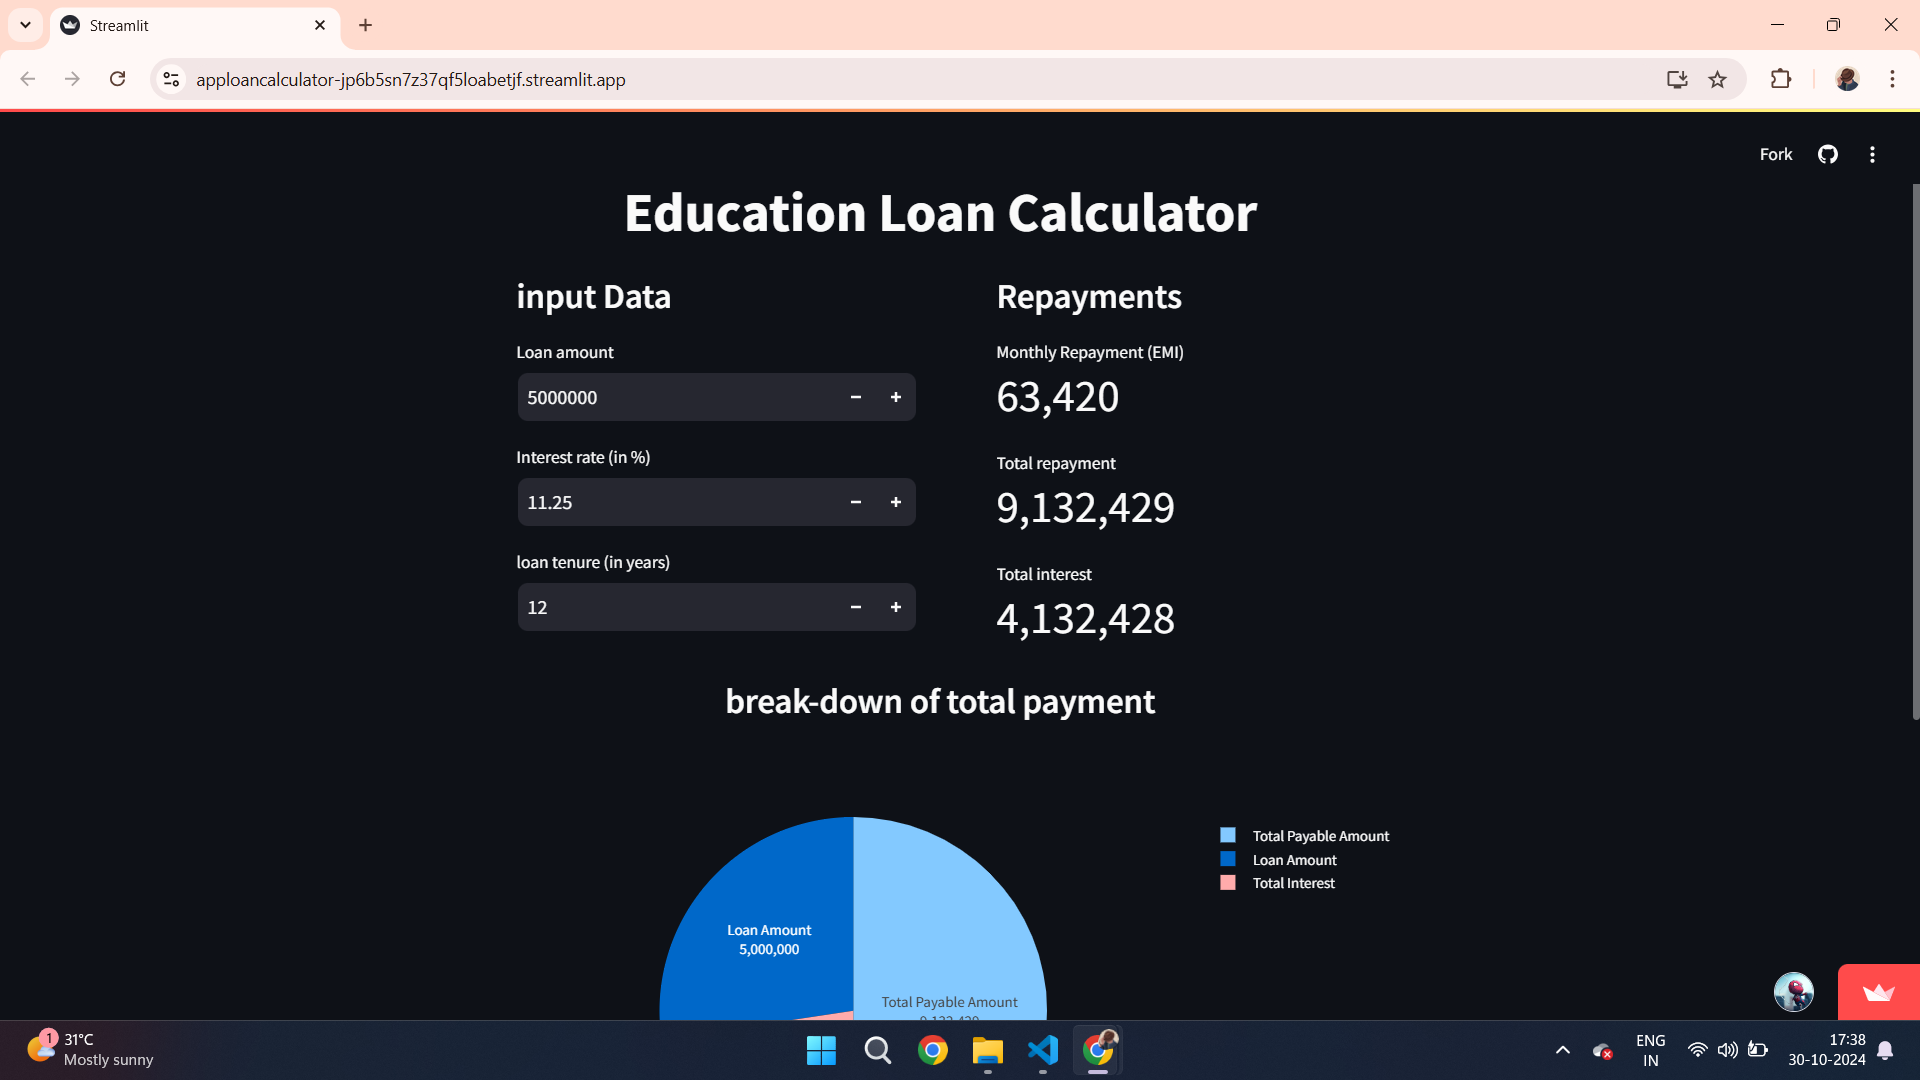 Streamlit
apploancalculator-jp6b5sn7z37qf5loabetjf.streamlit.app
Fork
Education Loan Calculator
input Data
Loan amount
5000000
Interest rate (in %)
11.25
loan tenure (in years)
12
Repayments
Monthly Repayment (EMI)
63,420
Total repayment
9,132,429
Total interest
4,132,428
break-down of total payment
Total Payable Amount
Loan Amount
Total Interest
Loan Amount
5,000,000
Total Payable Amount
9,132,429
1
31°C
Mostly sunny
ENG
IN
17:38
30-10-2024